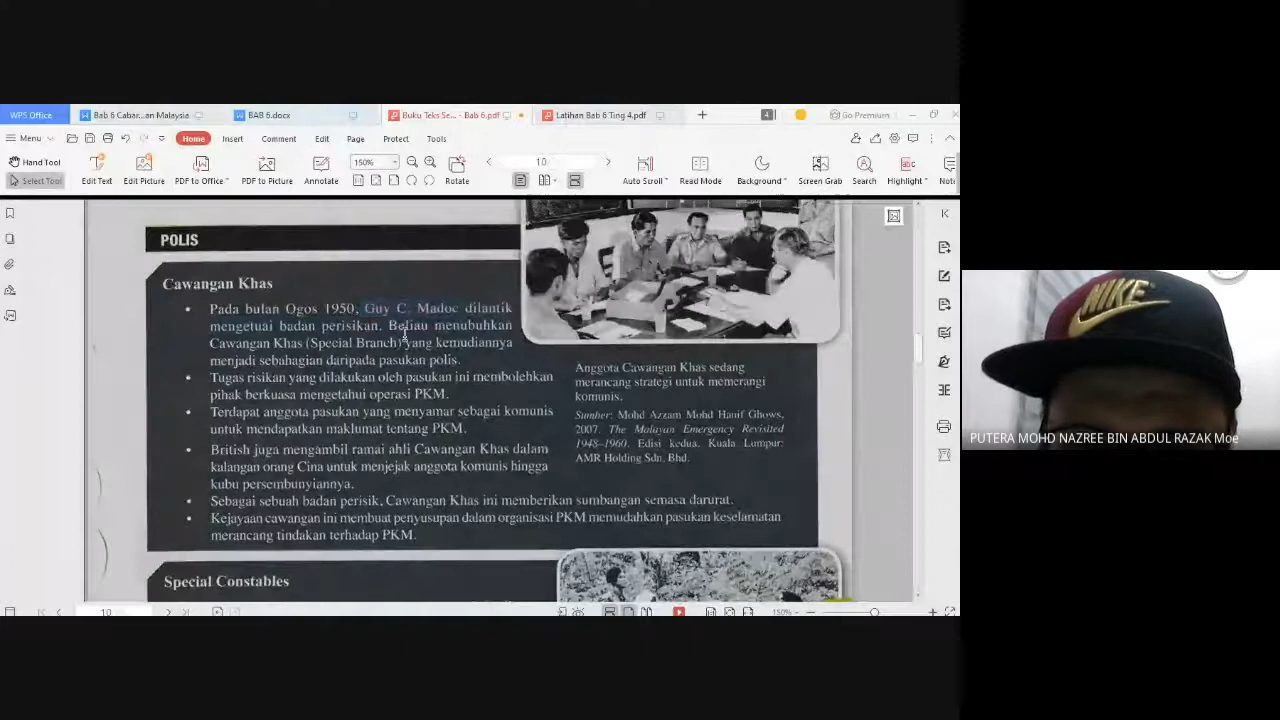 WPS Office
Bab 6 Cabar...an Malaysia
BAB 6.docx
Buku Teks Se... - Bab 6.pdf
Latihan Bab 6 Ting 4.pdf
4
Go Premium
Menu
Home
Insert
Comment
Edit
Page
Protect
Tools
Hand Tool
Select Tool
Edit Text
Edit Picture
PDF to Office
PDF to Picture
Annotate
150%
Rotate
10
Auto Scroll
Read Mode
Background
Screen Grab
Search
Highlight
POLIS
Cawangan Khas
• Pada bulan Ogos 1950, Guy C. Madoc dilantik
mengetuai badan perisikan. Beliau menubuhkan
Cawangan Khas (Special Branch) yang kemudiannya
menjadi sebahagian daripada pasukan polis.
• Tugas risikan yang dilakukan oleh pasukan ini membolehkan
pihak berkuasa mengetahui operasi PKM.
• Terdapat anggota pasukan yang menyamar sebagai komunis
untuk mendapatkan maklumat tentang PKM.
• British juga mengambil ramai ahli Cawangan Khas dalam
kalangan orang Cina untuk menjejak anggota komunis hingga
kubu persembunyiannya.
• Sebagai sebuah badan perisik, Cawangan Khas ini memberikan sumbangan semasa darurat.
• Kejayaan cawangan ini membuat penyusupan dalam organisasi PKM memudahkan pasukan keselamatan
merancang tindakan terhadap PKM.
Anggota Cawangan Khas sedang
merancang strategi untuk memerangi
komunis.
Sumber: Mohd Azzam Mohd Hanif Ghows,
2007. The Malayan Emergency Revisited
1948–1960. Edisi kedua. Kuala Lumpur:
AMR Holding Sdn. Bhd.
Special Constables
10
150%
NIKE
PUTERA MOHD NAZREE BIN ABDUL RAZAK Moe